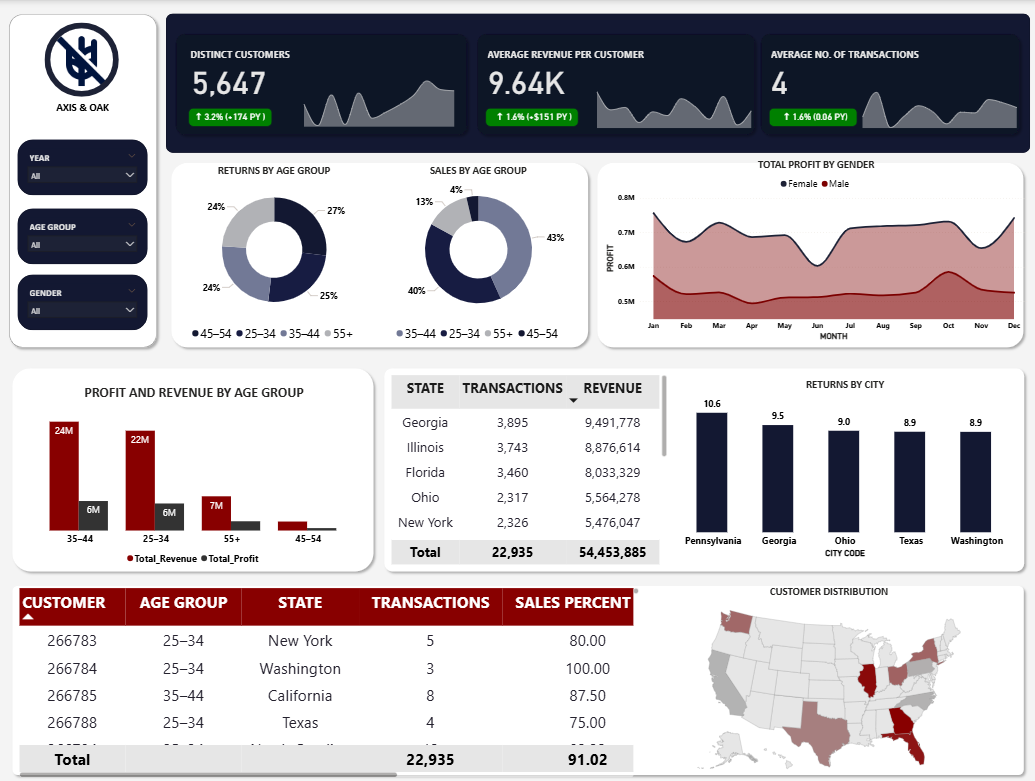 AXIS & OAK
YEAR
All
AGE GROUP
All
GENDER
All
DISTINCT CUSTOMERS
5,647
↑ 3.2% (+174 PY )
AVERAGE REVENUE PER CUSTOMER
9.64K
↑ 1.6% (+$151 PY )
AVERAGE NO. OF TRANSACTIONS
4
↑ 1.6% (0.06 PY)
RETURNS BY AGE GROUP
27%
25%
24%
24%
45–54 25–34 35–44 55+
SALES BY AGE GROUP
4%
13%
43%
40%
35–44 25–34 55+ 45–54
TOTAL PROFIT BY GENDER
Female Male
0.8M
0.7M
0.6M
0.5M
PROFIT
Jan Feb Mar Apr May Jun Jul Aug Sep Oct Nov Dec
MONTH
PROFIT AND REVENUE BY AGE GROUP
24M 6M 22M 6M 7M
35–44 25–34 55+ 45–54
Total_Revenue Total_Profit
STATE TRANSACTIONS REVENUE
Georgia 3,895 9,491,778
Illinois 3,743 8,876,614
Florida 3,460 8,033,329
Ohio 2,317 5,564,278
New York 2,326 5,476,047
Total 22,935 54,453,885
RETURNS BY CITY
10.6 9.5 9.0 8.9 8.9
Pennsylvania Georgia Ohio Texas Washington
CITY CODE
CUSTOMER AGE GROUP STATE TRANSACTIONS SALES PERCENT
266783 25–34 New York 5 80.00
266784 25–34 Washington 3 100.00
266785 35–44 California 8 87.50
266788 25–34 Texas 4 75.00
Total 22,935 91.02
CUSTOMER DISTRIBUTION